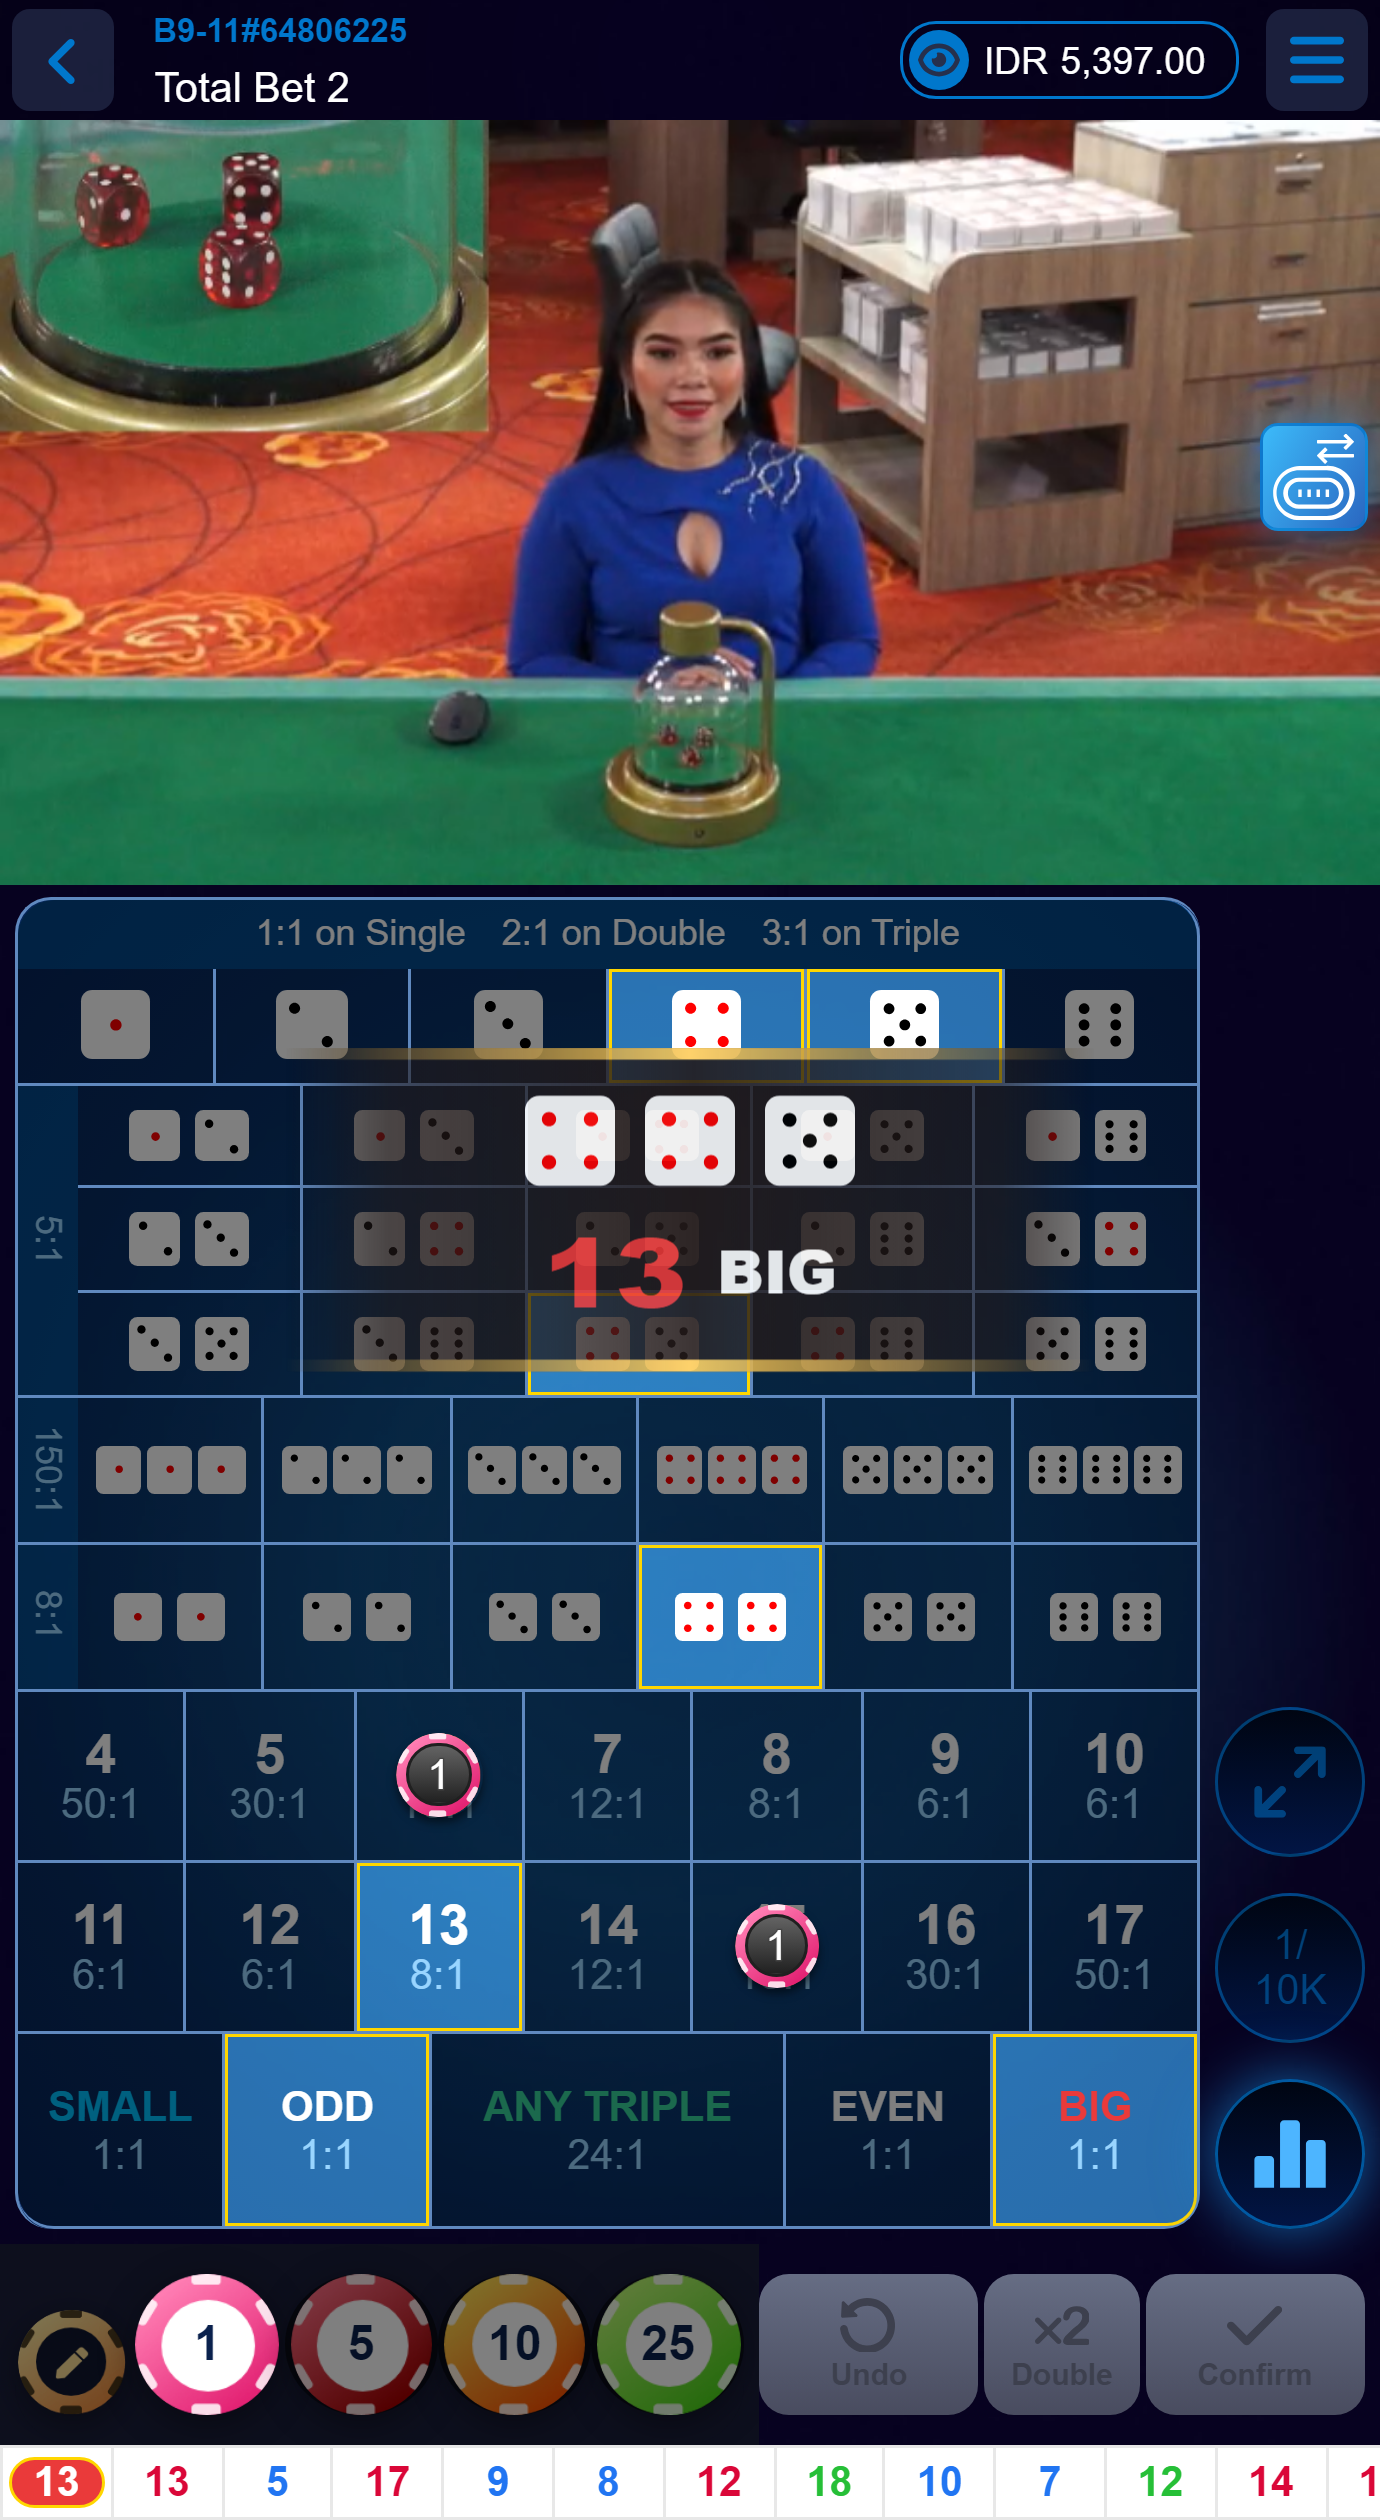 B9-11#64806225
Total Bet 2
IDR 5,397.00
1:1 on Single 2:1 on Double 3:1 on Triple
5:1
13 BIG
150:1
8:1
4 5 1 7 8 9 10
50:1 30:1 12:1 8:1 6:1 6:1
11 12 13 14 1 16 17
6:1 6:1 8:1 12:1 30:1 50:1
1/
10K
SMALL ODD ANY TRIPLE EVEN BIG
1:1 1:1 24:1 1:1 1:1
1 5 10 25
x2
Undo Double Confirm
13 13 5 17 9 8 12 18 10 7 12 14